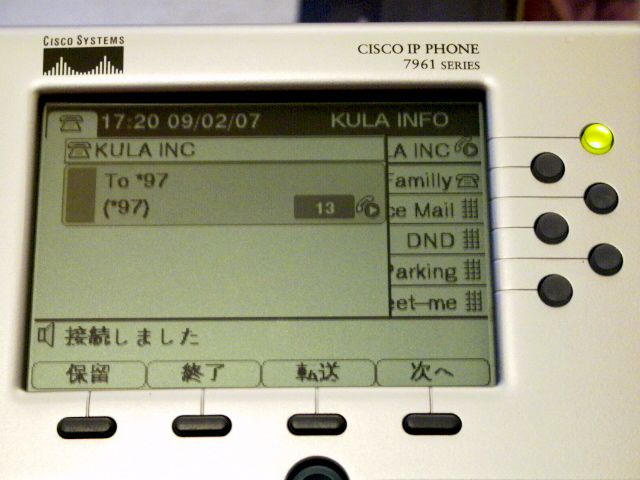 CISCO SYSTEMS
CISCO IP PHONE
7961 SERIES
17:20 09/02/07 KULA INFO
KULA INC
A INC
To *97
Familly
(*97) 13
ce Mail
DND
arking
eet-me
接続しました
保留 終了 転送 次へ